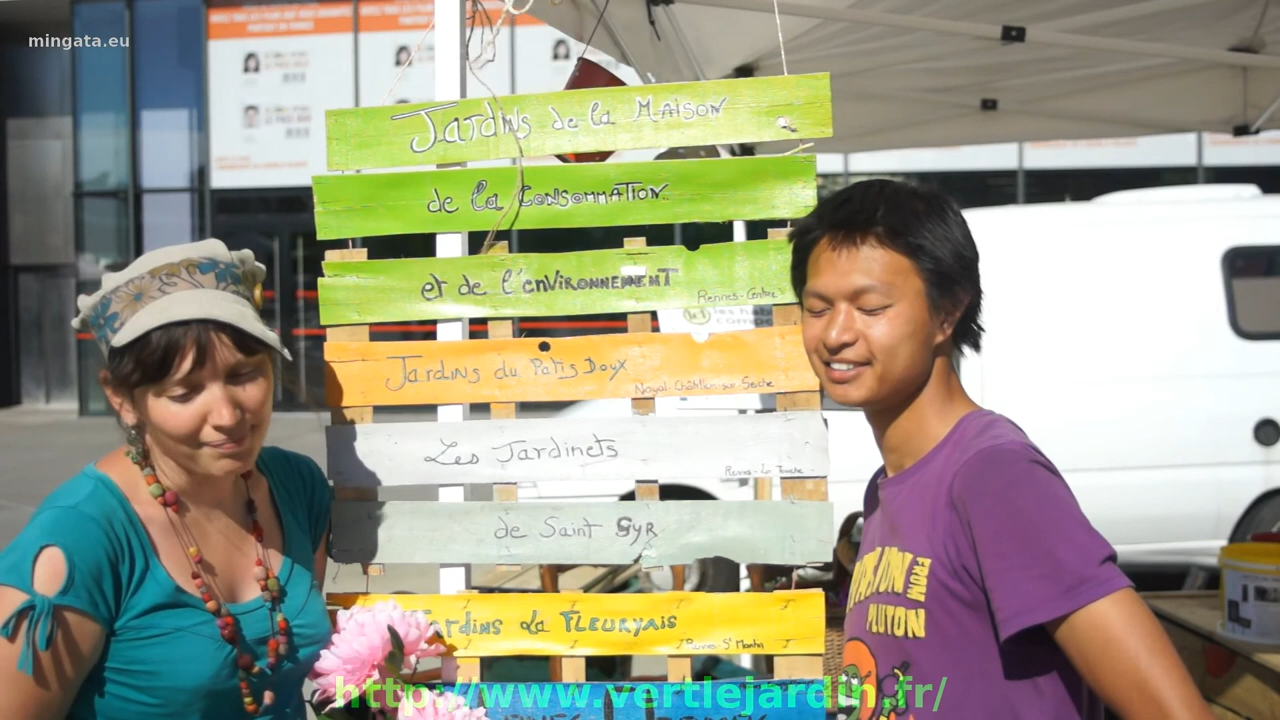 mingata.eu
Jardins de la MAISON
de la CONSOMMATION
et de l'enVIRONNEMENT
Rennes-Centre
Jardins du Patis Doux
Noyal-Châtillon-sur-Seiche
Les Jardinets
Rennes-La Touche
de Saint GYR
Jardins La FLEURYAIS
Rennes-St Martin
FROM
PLUTON
http://www.vertlejardin.fr/